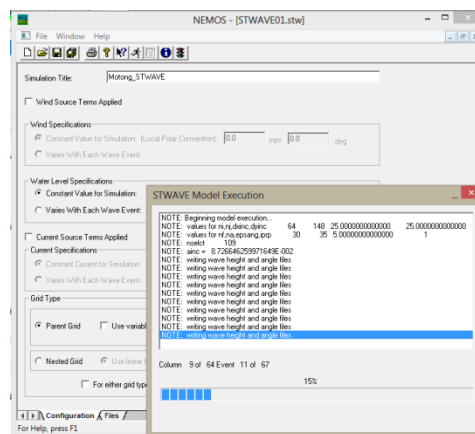 NEMOS - [STWAVE01.stw]
File Window Help
Simulation Title: Motong_STWAVE
Wind Source Terms Applied
Wind Specifications
Constant Value for Simulation: (Local Polar Convention) 0.0 mps 0.0 deg
Varies With Each Wave Event:
Water Level Specifications
Constant Value for Simulation:
Varies With Each Wave Event:
Current Source Terms Applied
Current Specifications
Constant Current for Simulation
Varies With Each Wave Event:
Grid Type
Parent Grid Use variabl
Nested Grid Use linear
For either grid type
Configuration Files
For Help, press F1
STWAVE Model Execution
NOTE: Beginning model execution...
NOTE: values for ni,nj,dxinc,dyinc 64 148 25.0000000000000 25.0000000000000
NOTE: values for nf,na,epsang,iprp 30 35 5.0000000000000 1
NOTE: nselct 109
NOTE: ainc = 8.726646259971649E-002
NOTE: writing wave height and angle files
NOTE: writing wave height and angle files
NOTE: writing wave height and angle files
NOTE: writing wave height and angle files
NOTE: writing wave height and angle files
NOTE: writing wave height and angle files
NOTE: writing wave height and angle files
NOTE: writing wave height and angle files
NOTE: writing wave height and angle files
Column 9 of 64 Event 11 of 67
15%